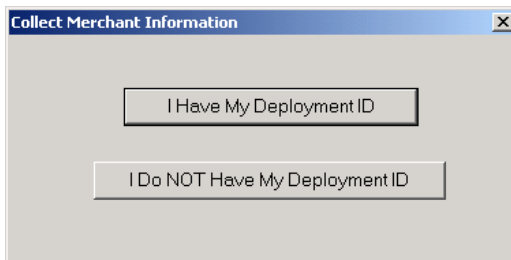 Collect Merchant Information
I Have My Deployment ID
I Do NOT Have My Deployment ID